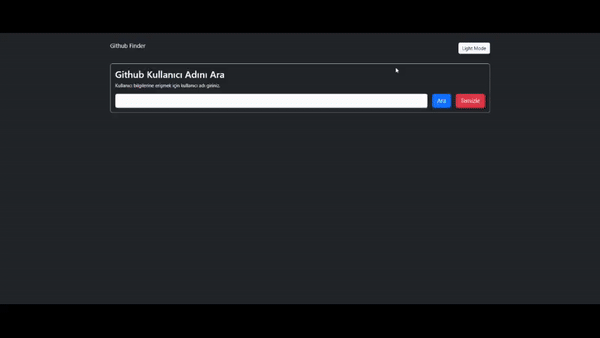 Github Finder
Light Mode
Github Kullanıcı Adını Ara
Kullanıcı bilgilerine erişmek için kullanıcı adı giriniz.
Ara
Temizle